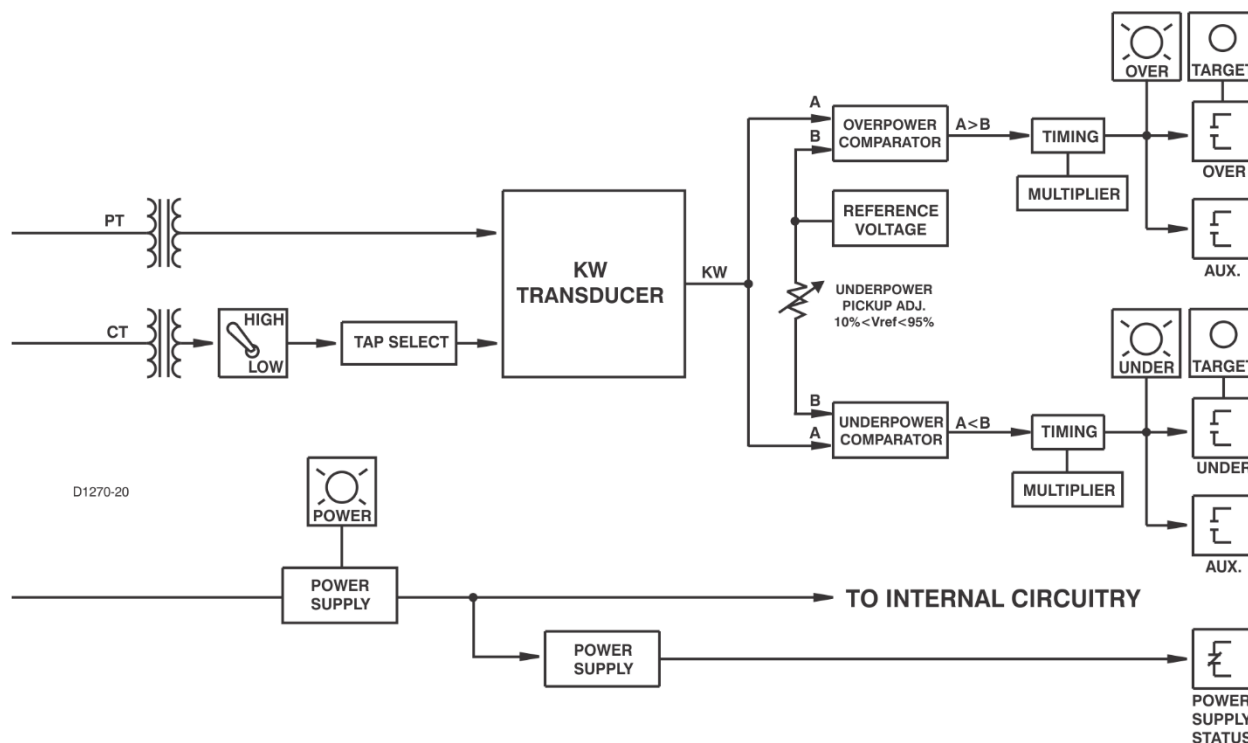 OVER
TARGET
A
OVERPOWER
COMPARATOR
A>B
B
TIMING
MULTIPLIER
OVER
REFERENCE
VOLTAGE
AUX.
PT
KW
TRANSDUCER
KW
UNDERPOWER
PICKUP ADJ.
10%<Vref<95%
CT
HIGH
LOW
TAP SELECT
UNDER
TARGET
B
A
UNDERPOWER
COMPARATOR
A<B
TIMING
MULTIPLIER
UNDER
AUX.
D1270-20
POWER
POWER
SUPPLY
TO INTERNAL CIRCUITRY
POWER
SUPPLY
POWER
SUPPLY
STATUS